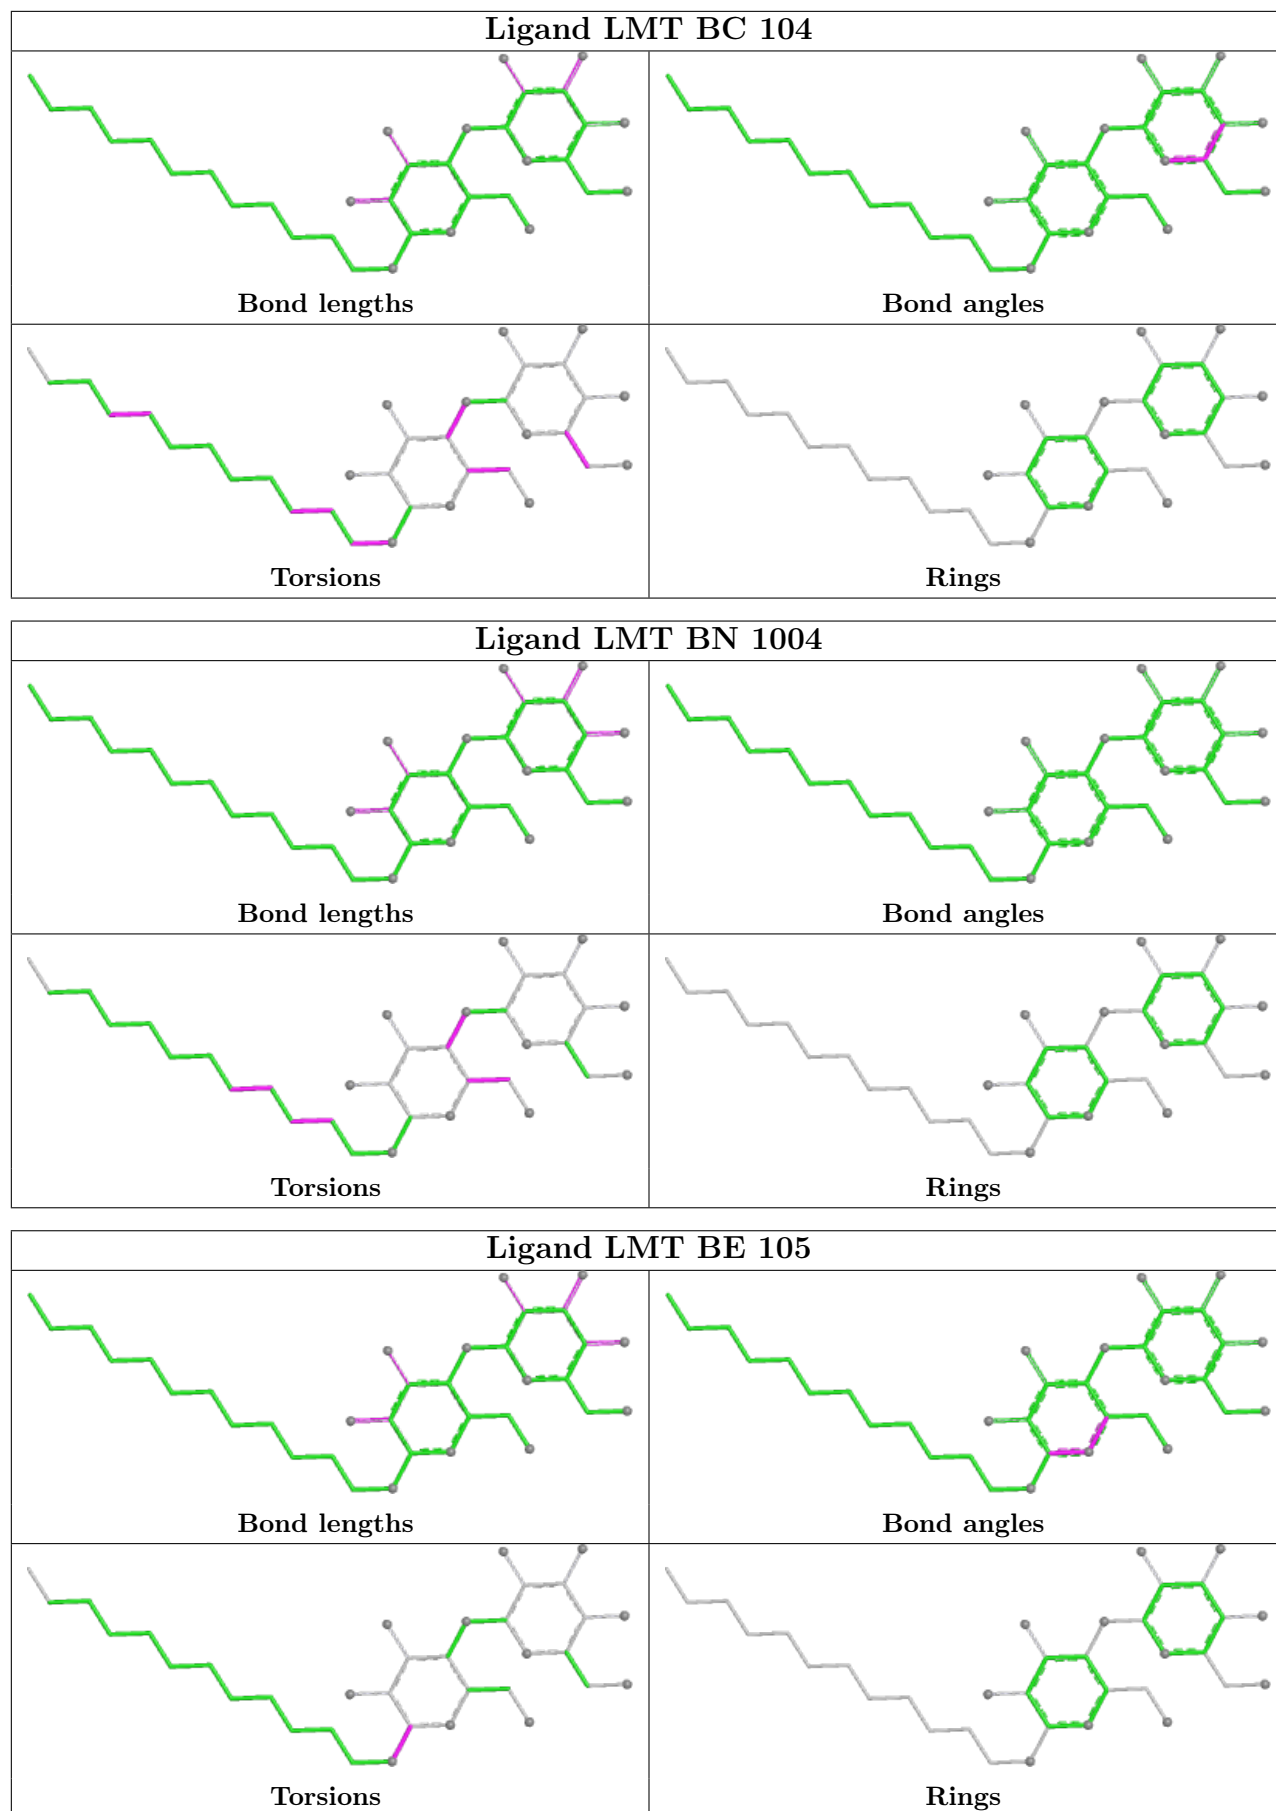 Ligand LMT BC 104
Bond lengths
Bond angles
Torsions
Rings
Ligand LMT BN 1004
Bond lengths
Bond angles
Torsions
Rings
Ligand LMT BE 105
Bond lengths
Bond angles
Torsions
Rings